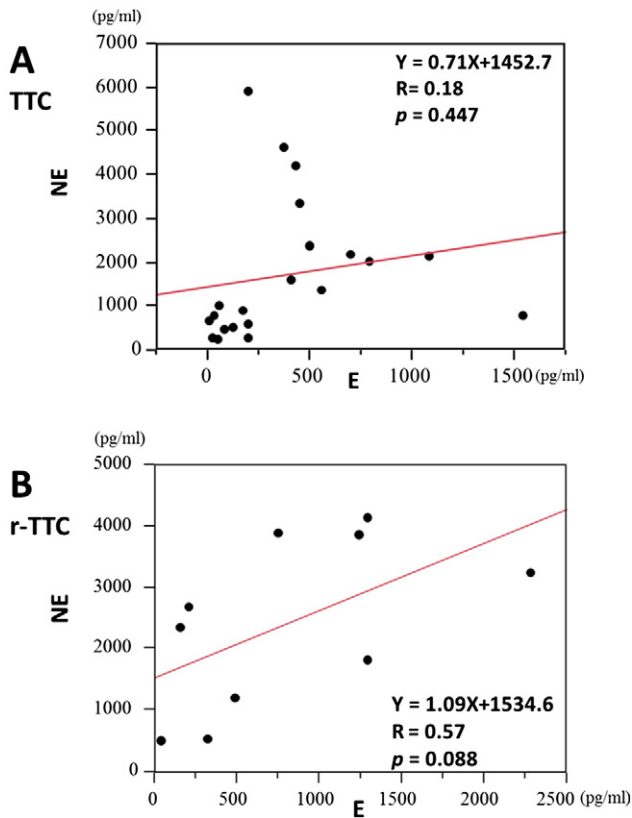 (pg/ml)
A
TTC
7000
6000
5000
4000
3000
2000
1000
0
NE
Y = 0.71X+1452.7
R= 0.18
p = 0.447
0 500 1000 1500 (pg/ml)
E
(pg/ml)
B
r-TTC
5000
4000
3000
2000
1000
0
NE
Y = 1.09X+1534.6
R = 0.57
p = 0.088
0 500 1000 1500 2000 2500 (pg/ml)
E